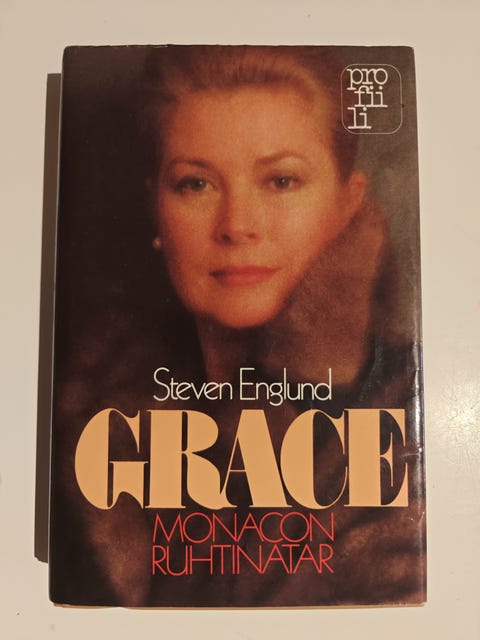 pro
fii
li
Steven Englund
GRACE
MONACON
RUHTINATAR